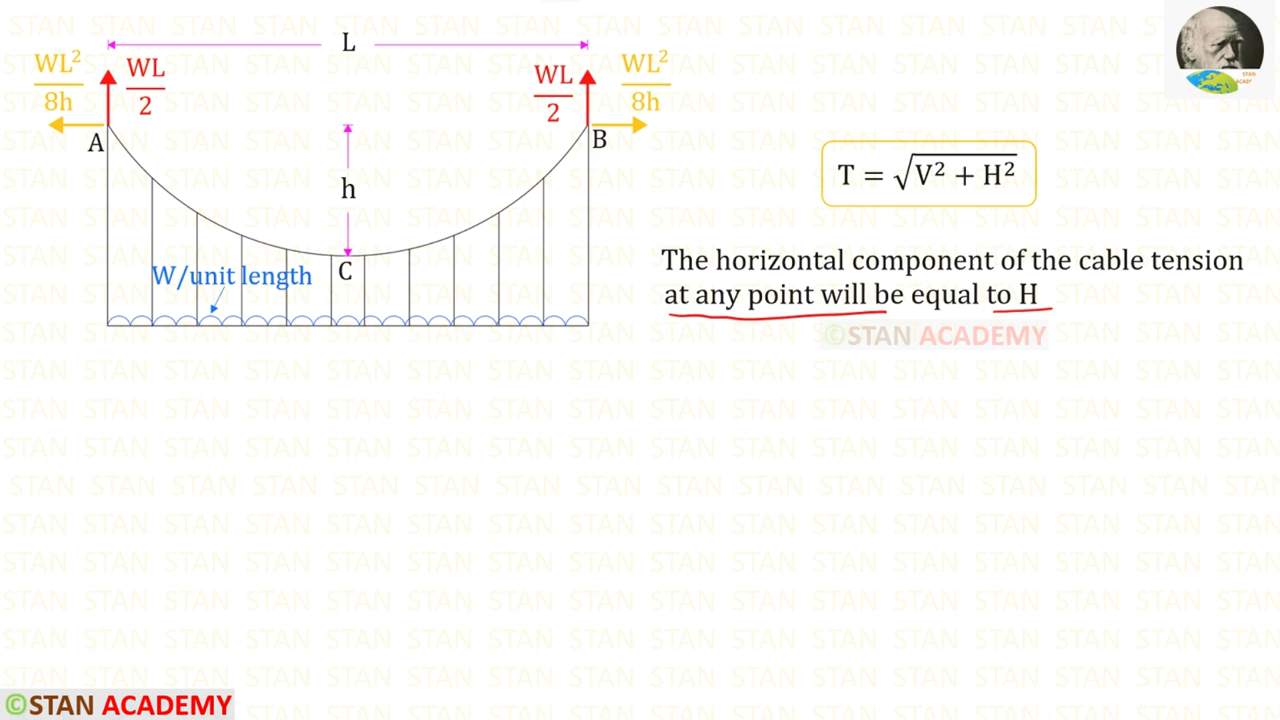 L
WL²/8h
WL/2
WL/2
WL²/8h
A
B
h
T = √V² + H²
The horizontal component of the cable tension
at any point will be equal to H
W/unit length
C
©STAN ACADEMY
©STAN ACADEMY
STAN